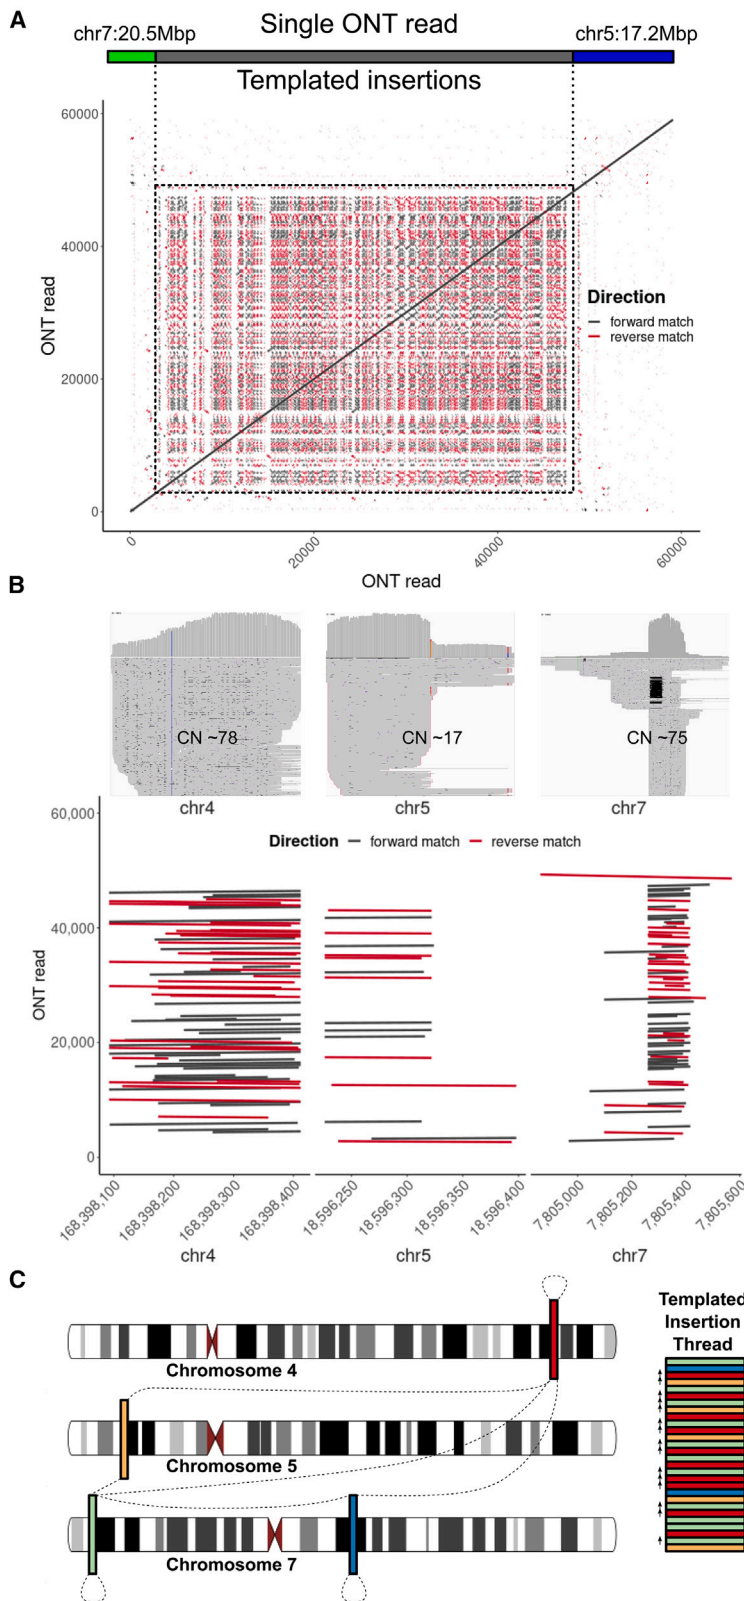 A
Single ONT read
chr7:20.5Mbp
chr5:17.2Mbp
Templated insertions
60000
40000
20000
0
ONT read
Direction
forward match
reverse match
0
20000
40000
60000
ONT read
B
CN ~78
CN ~17
CN ~75
chr4
chr5
chr7
60,000
Direction
forward match
reverse match
40,000
20,000
0
ONT read
168,398,100
168,398,200
168,398,300
168,398,400
18,596,250
18,596,300
18,596,350
18,596,400
7,805,000
7,805,200
7,805,400
7,805,600
chr4
chr5
chr7
C
Templated
Insertion
Thread
Chromosome 4
Chromosome 5
Chromosome 7